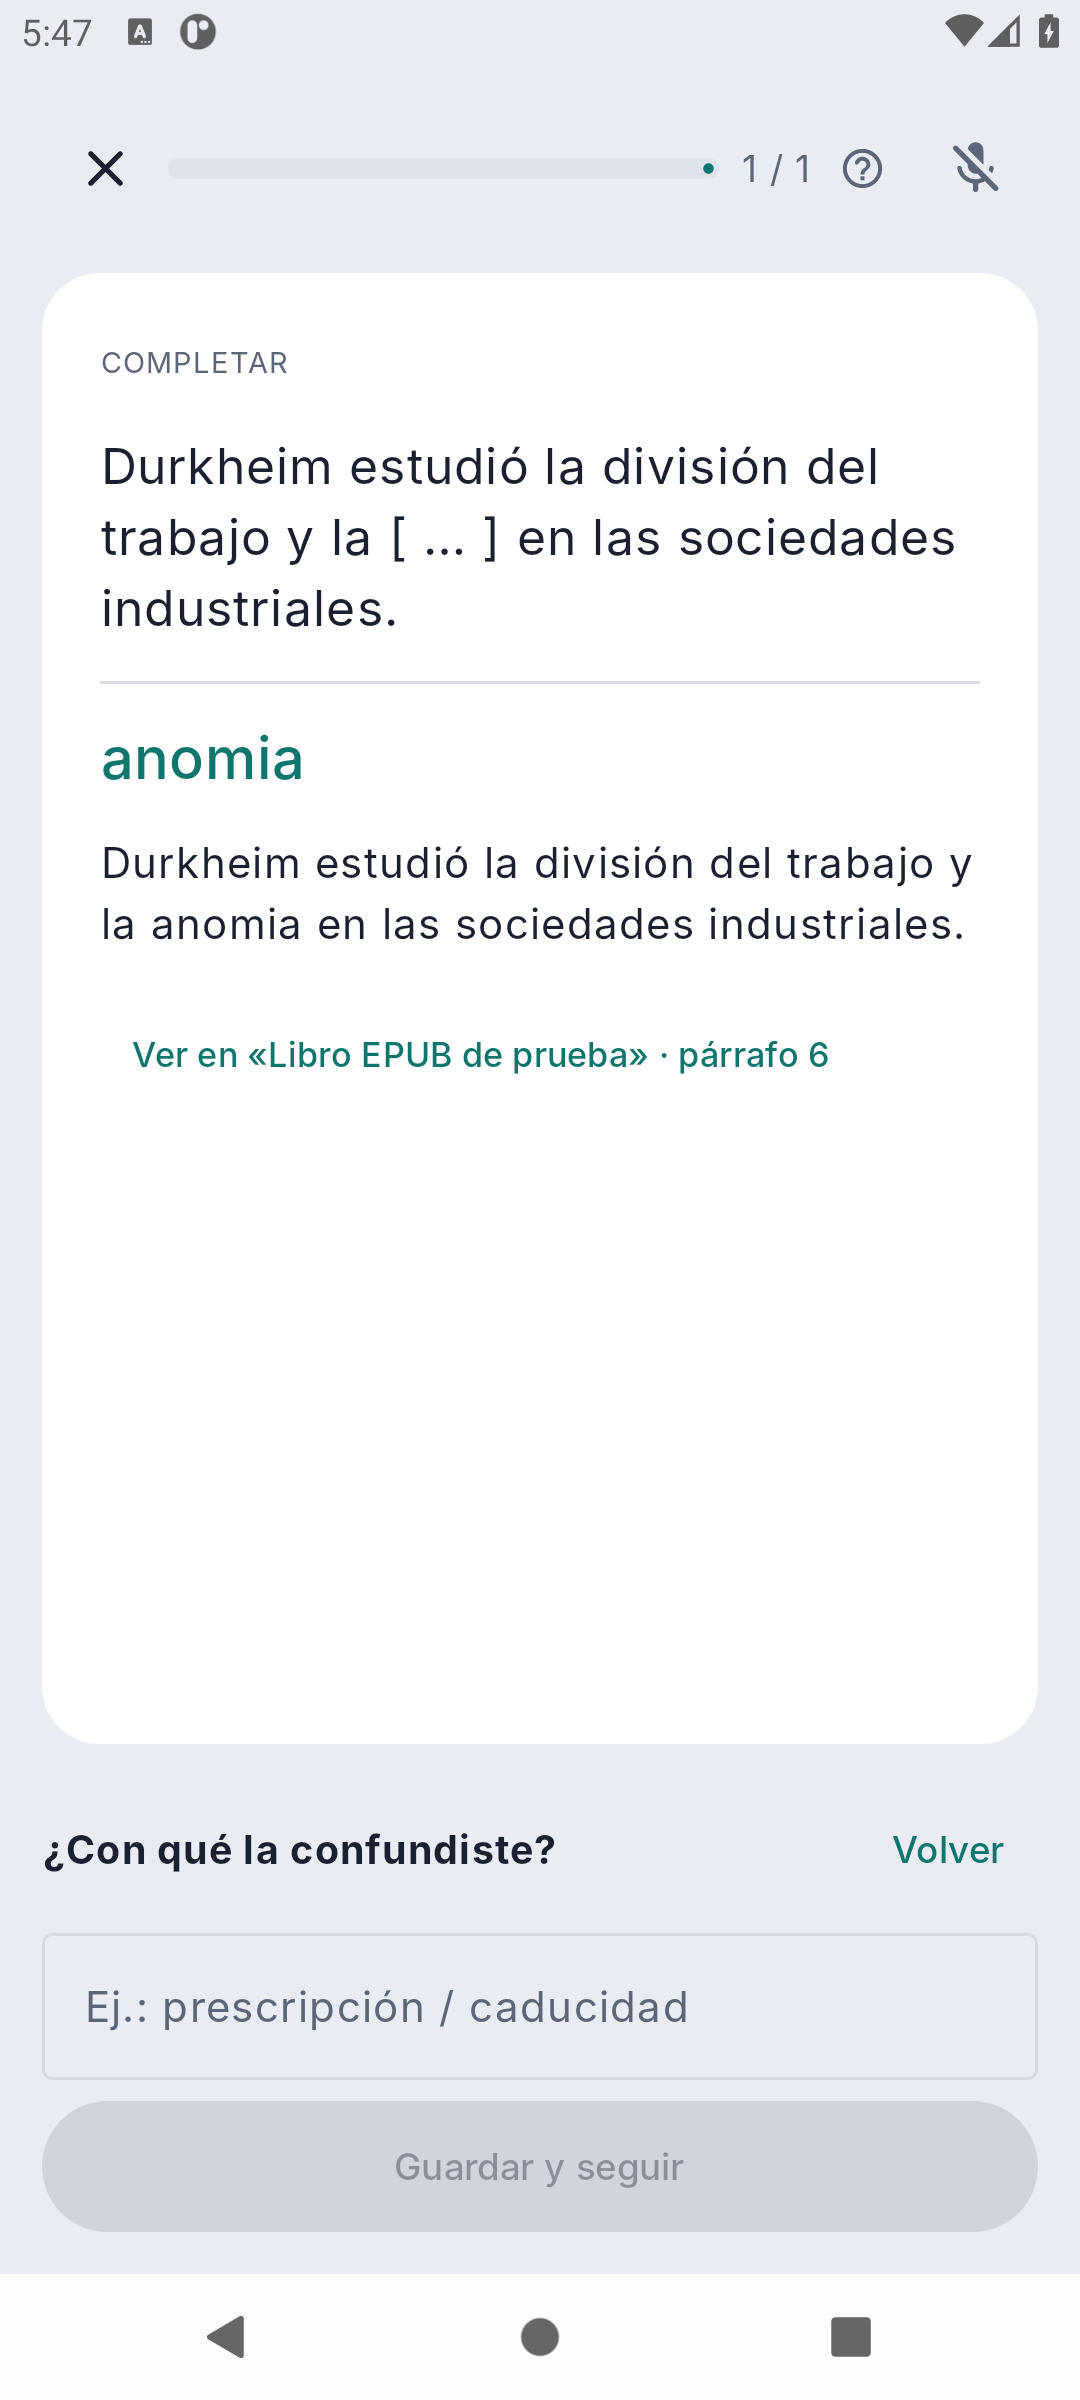 5:47
1 / 1
COMPLETAR
Durkheim estudió la división del
trabajo y la [ ... ] en las sociedades
industriales.
anomia
Durkheim estudió la división del trabajo y
la anomia en las sociedades industriales.
Ver en «Libro EPUB de prueba» · párrafo 6
¿Con qué la confundiste?
Volver
Ej.: prescripción / caducidad
Guardar y seguir